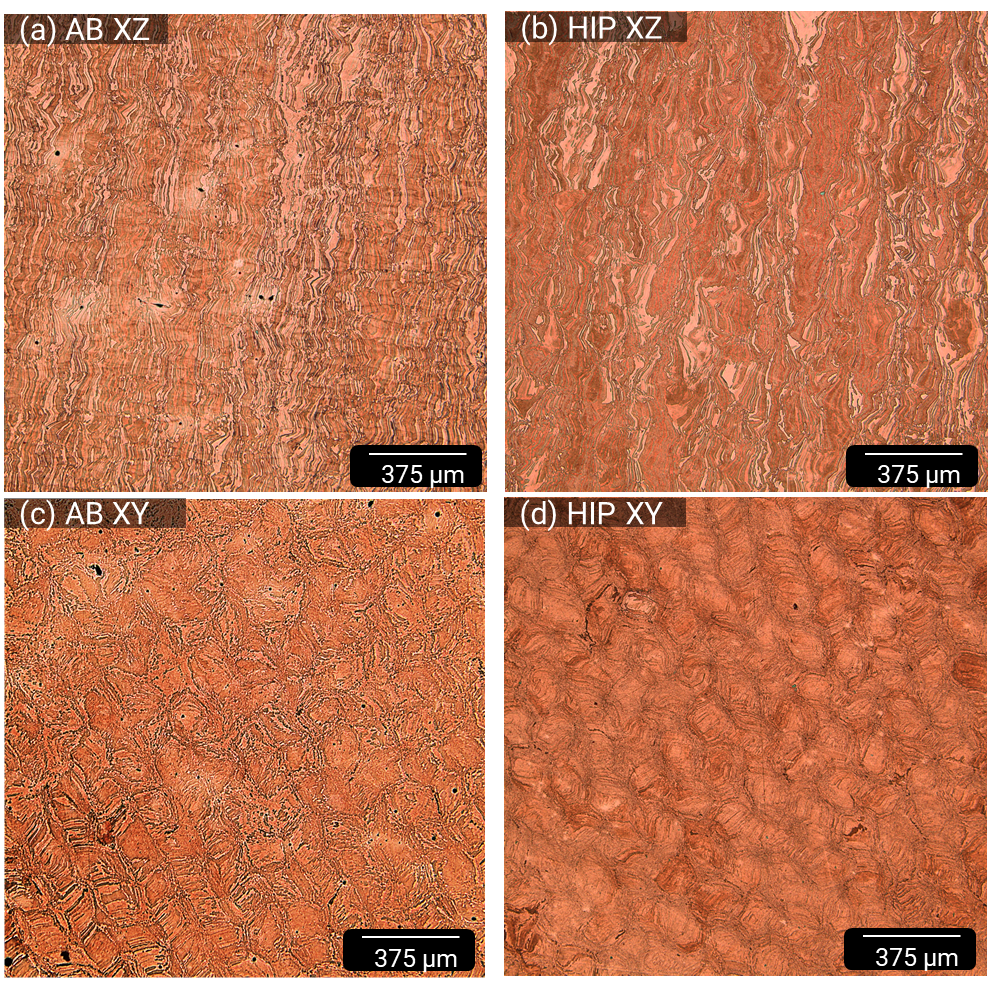 (a) AB XZ
(b) HIP XZ
375 µm
375 µm
(c) AB XY
(d) HIP XY
375 µm
375 µm